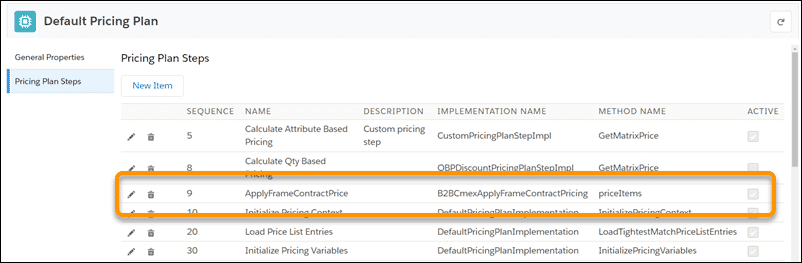 Default Pricing Plan
General Properties
Pricing Plan Steps
Pricing Plan Steps
New Item
SEQUENCE NAME DESCRIPTION IMPLEMENTATION NAME METHOD NAME ACTIVE
5 Calculate Attribute Based Pricing Custom pricing step CustomPricingPlanStepImpl GetMatrixPrice
8 Calculate Qty Based Pricing QBPDiscountPricingPlanStepImpl GetMatrixPrice
9 ApplyFrameContractPrice B2BCmexApplyFrameContractPricing priceItems
10 Initialize Pricing Context DefaultPricingPlanImplementation InitializePricingContext
20 Load Price List Entries DefaultPricingPlanImplementation LoadTightestMatchPriceListEntries
30 Initialize Pricing Variables DefaultPricingPlanImplementation InitializePricingVariables